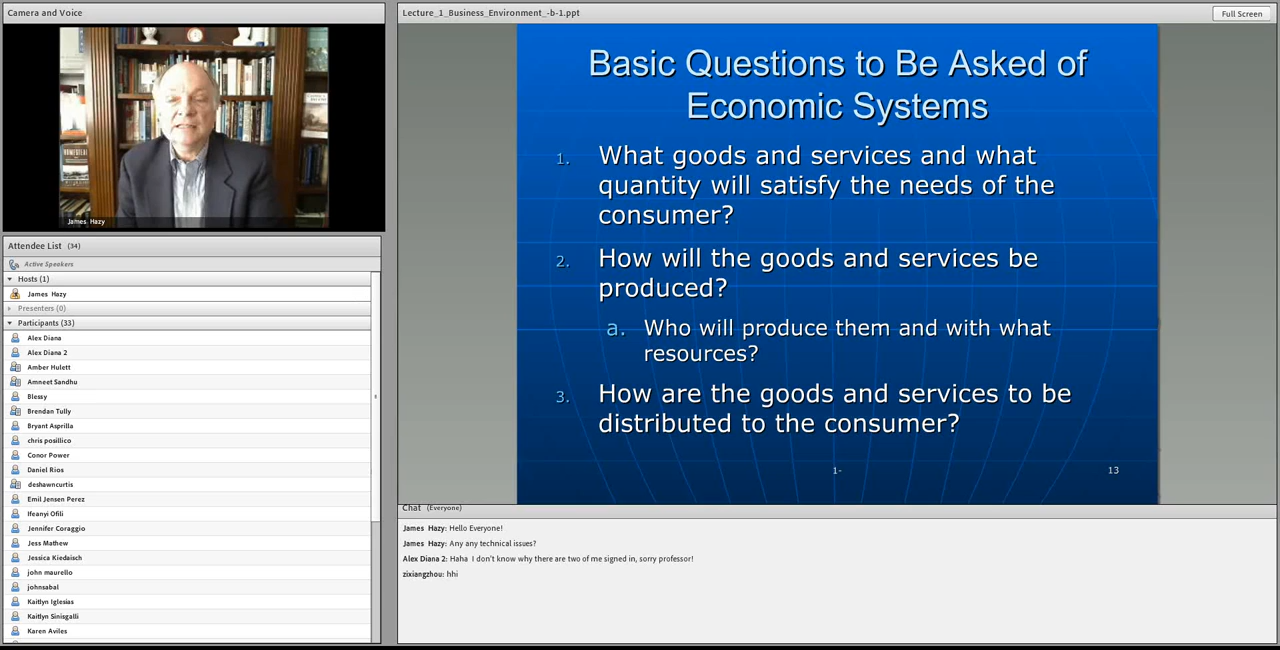 Camera and Voice
James Hazy
Attendee List (34)
Active Speakers
Hosts (1)
James Hazy
Presenters (0)
Participants (33)
Alex Diana
Alex Diana 2
Amber Hulett
Amneet Sandhu
Blessy
Brendan Tully
Bryant Asprilla
chris posillico
Conor Power
Daniel Rios
deshawncurtis
Emil Jensen Perez
Ifeanyi Ofili
Jennifer Coraggio
Jess Mathew
Jessica Kiedaisch
john maurello
johnsabal
Kaitlyn Iglesias
Kaitlyn Sinisgalli
Karen Aviles
Lecture_1_Business_Environment_-b-1.ppt
Full Screen
Basic Questions to Be Asked of
Economic Systems
1. What goods and services and what
quantity will satisfy the needs of the
consumer?
2. How will the goods and services be
produced?
a. Who will produce them and with what
resources?
3. How are the goods and services to be
distributed to the consumer?
1-
13
Chat (Everyone)
James Hazy: Hello Everyone!
James Hazy: Any any technical issues?
Alex Diana 2: Haha I don't know why there are two of me signed in, sorry professor!
zixiangzhou: hhi